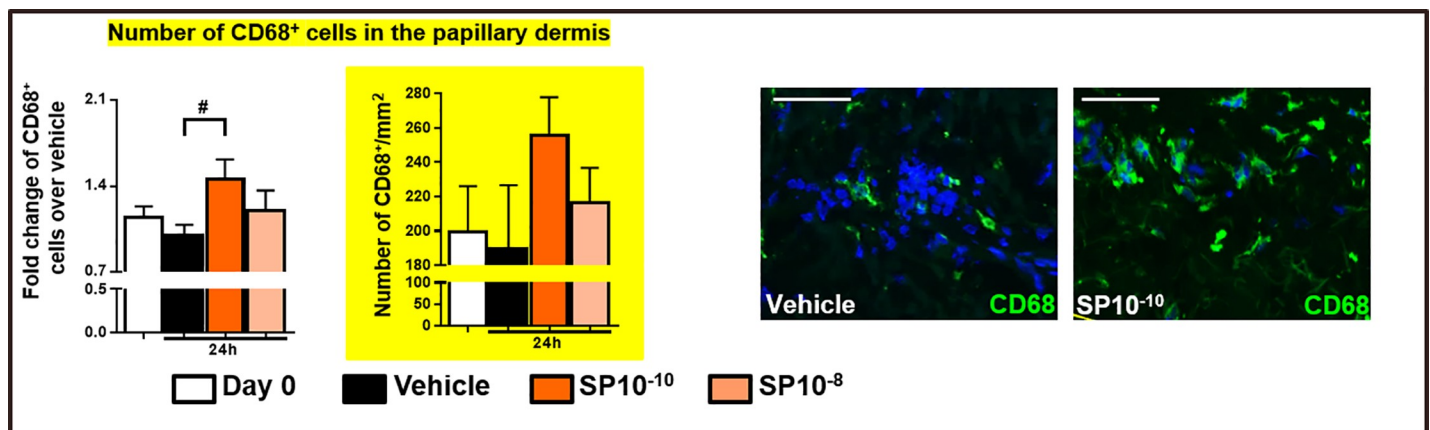 Number of CD68⁺ cells in the papillary dermis
Fold change of CD68⁺
cells over vehicle
2.1
1.4
0.7
0.5
0.0
#
24h
Number of CD68⁺/mm²
280
260
240
220
200
180
100
50
0
24h
Vehicle
CD68
SP10⁻¹⁰
CD68
Day 0
Vehicle
SP10⁻¹⁰
SP10⁻⁸